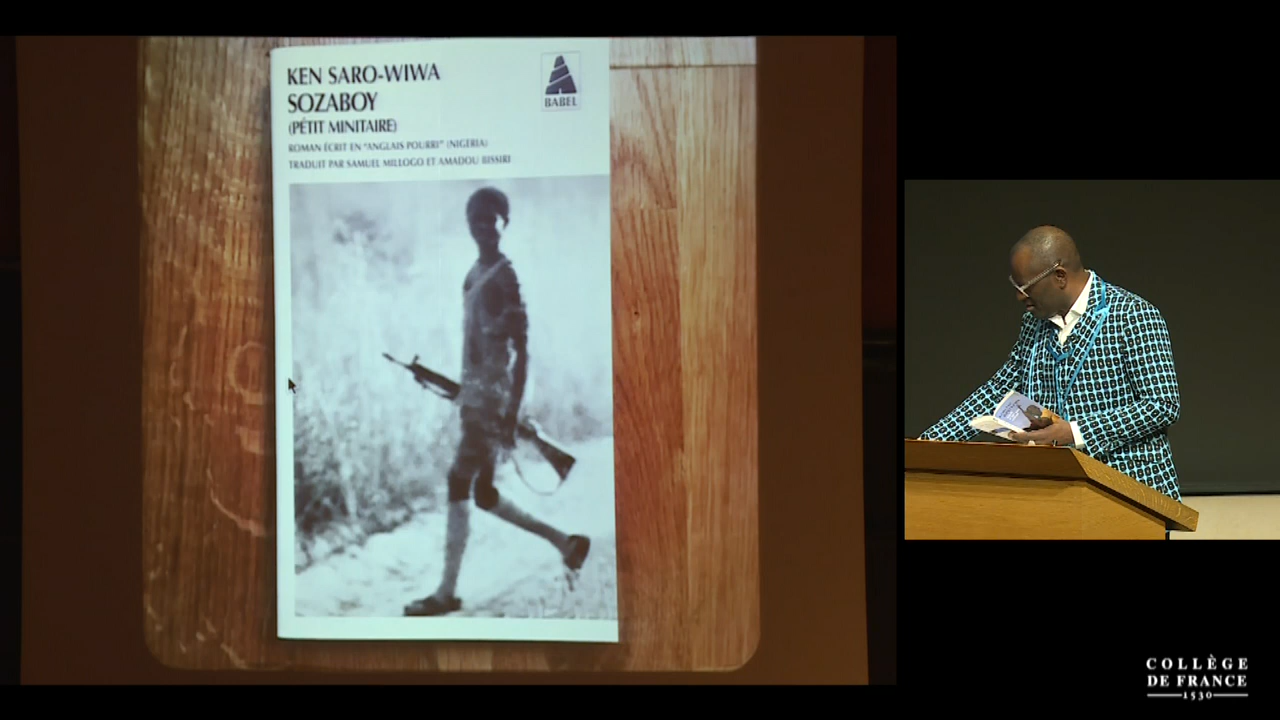 KEN SARO-WIWA
SOZABOY
(PÉTIT MINITAIRE)
ROMAN ÉCRIT EN "ANGLAIS POURRI" (NIGERIA)
TRADUIT PAR SAMUEL MILLOGO ET AMADOU BISSIRI
BABEL
COLLÈGE
DE FRANCE
1530